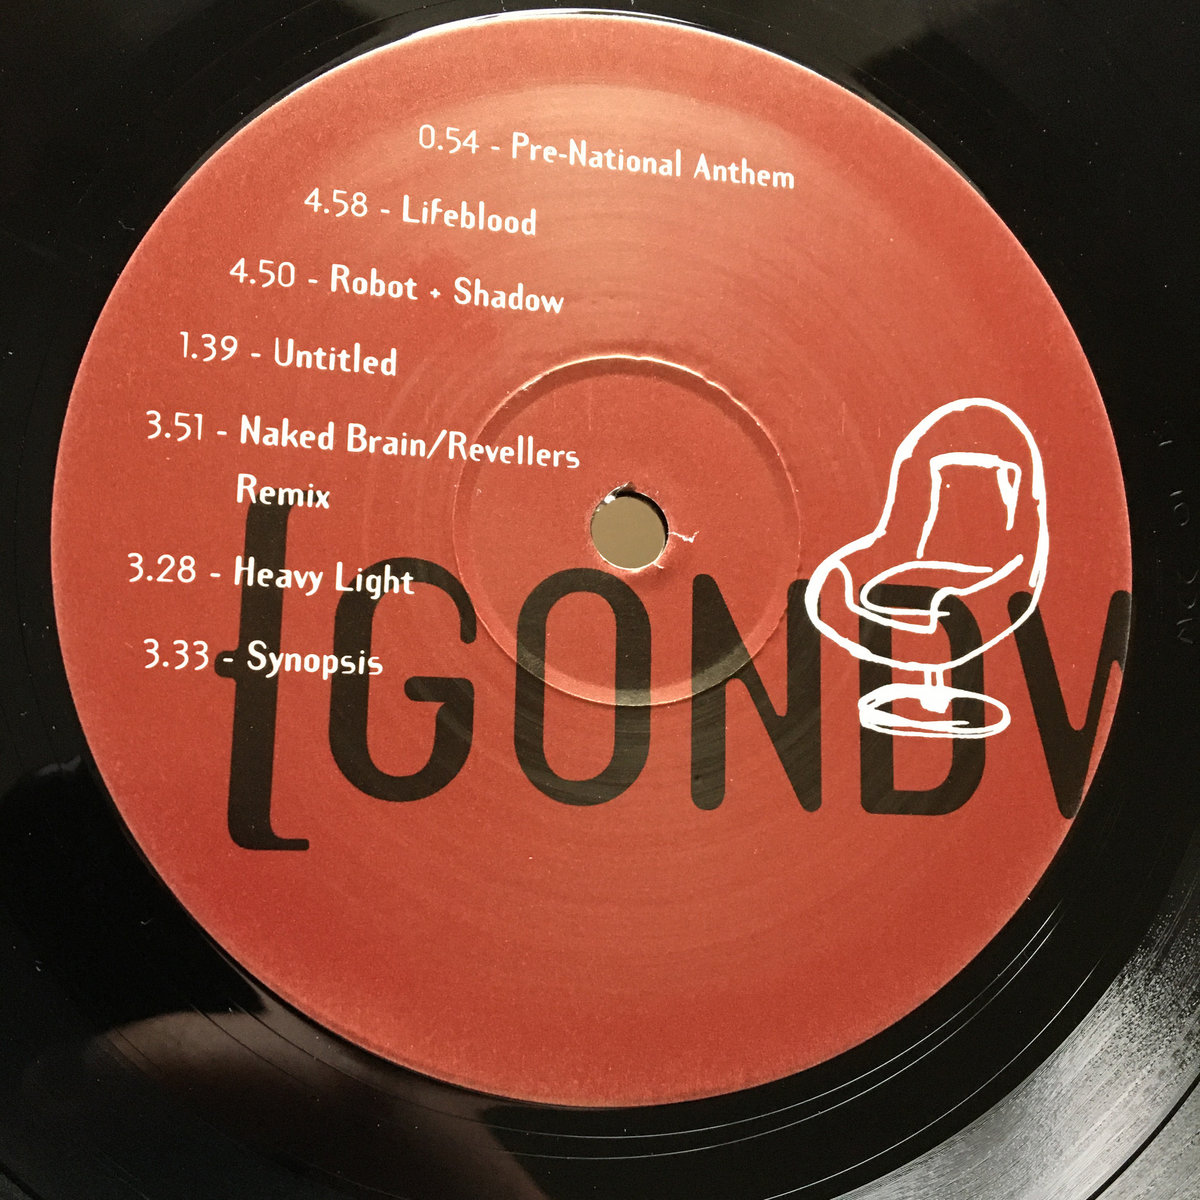 0.54 - Pre-National Anthem
4.58 - Lifeblood
4.50 - Robot + Shadow
1.39 - Untitled
3.51 - Naked Brain/Revellers
Remix
3.28 - Heavy Light
3.33 - Synopsis
[GONDW